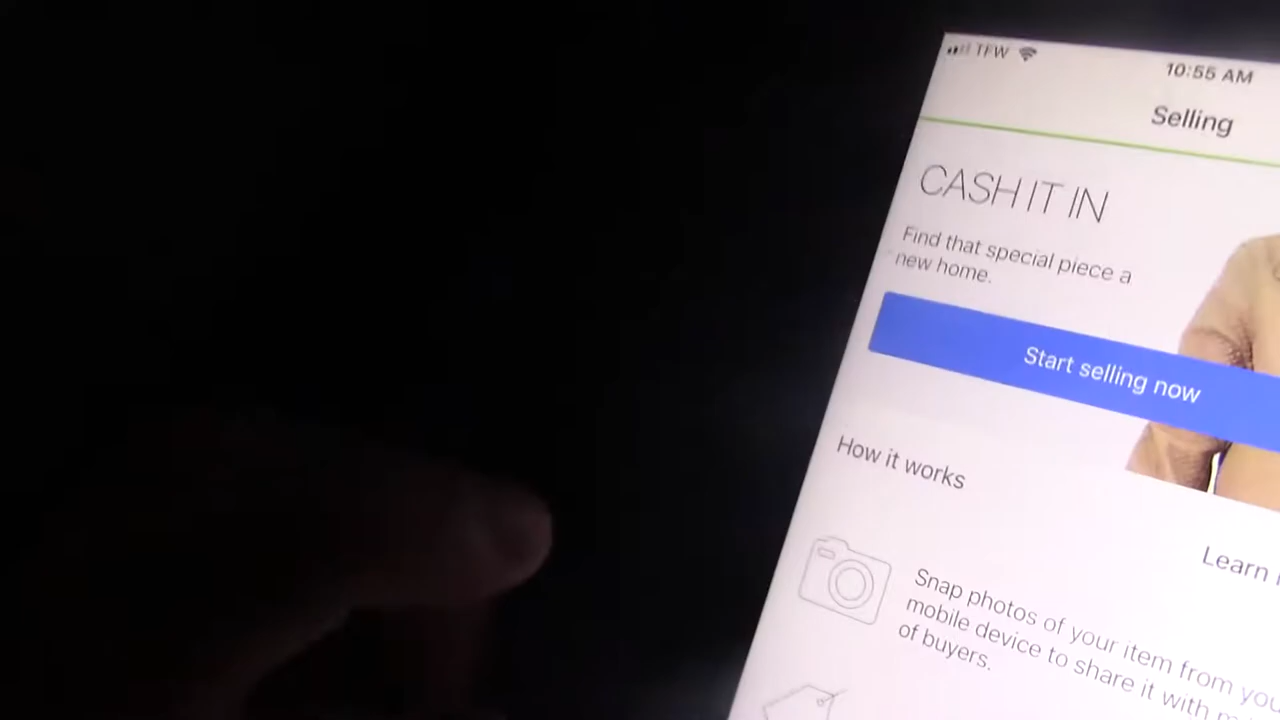 TFW
10:55 AM
Selling
CASH IT IN
Find that special piece a
new home.
Start selling now
How it works
Learn
Snap photos of your item from
mobile device to share it with
of buyers.